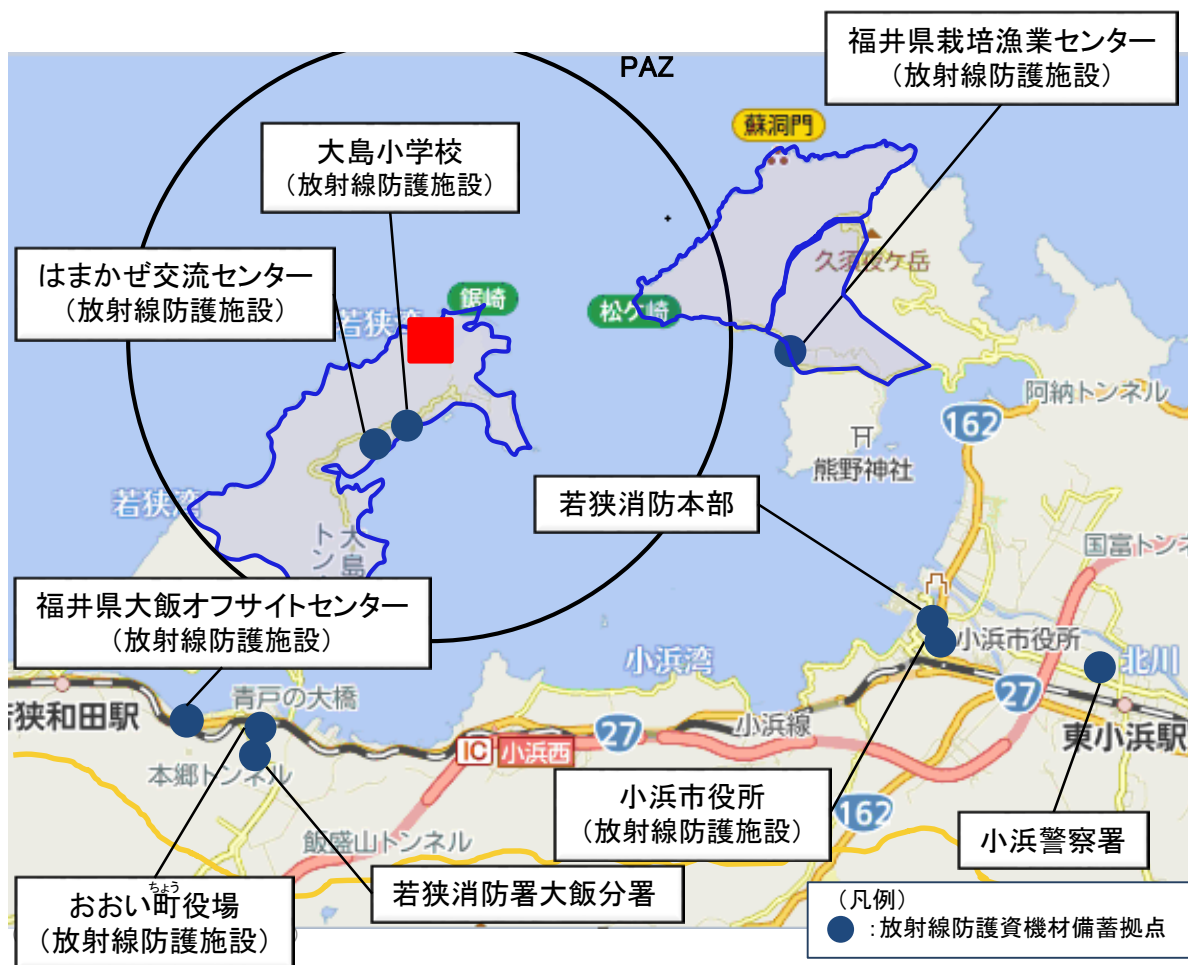 福井県栽培漁業センター
（放射線防護施設）
PAZ
蘇洞門
大島小学校
（放射線防護施設）
久須夜ケ岳
はまかぜ交流センター
（放射線防護施設）
鋸崎
松ケ崎
若狭湾
阿納トンネル
162
熊野神社
若狭湾
若狭消防本部
大島
トン
国富トンネ
福井県大飯オフサイトセンター
（放射線防護施設）
小浜市役所
小浜湾
北川
27
青戸の大橋
若狭和田駅
27
小浜線
東小浜駅
IC 小浜西
本郷トンネル
小浜市役所
（放射線防護施設）
162
小浜警察署
飯盛山トンネル
ちょう
おおい町役場
（放射線防護施設）
若狭消防署大飯分署
（凡例）
：放射線防護資機材備蓄拠点